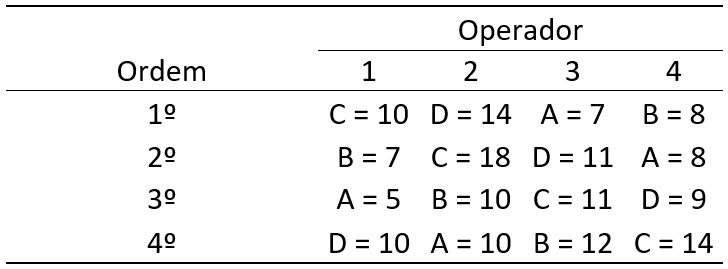 Operador
Ordem 1 2 3 4
1º C = 10 D = 14 A = 7 B = 8
2º B = 7 C = 18 D = 11 A = 8
3º A = 5 B = 10 C = 11 D = 9
4º D = 10 A = 10 B = 12 C = 14